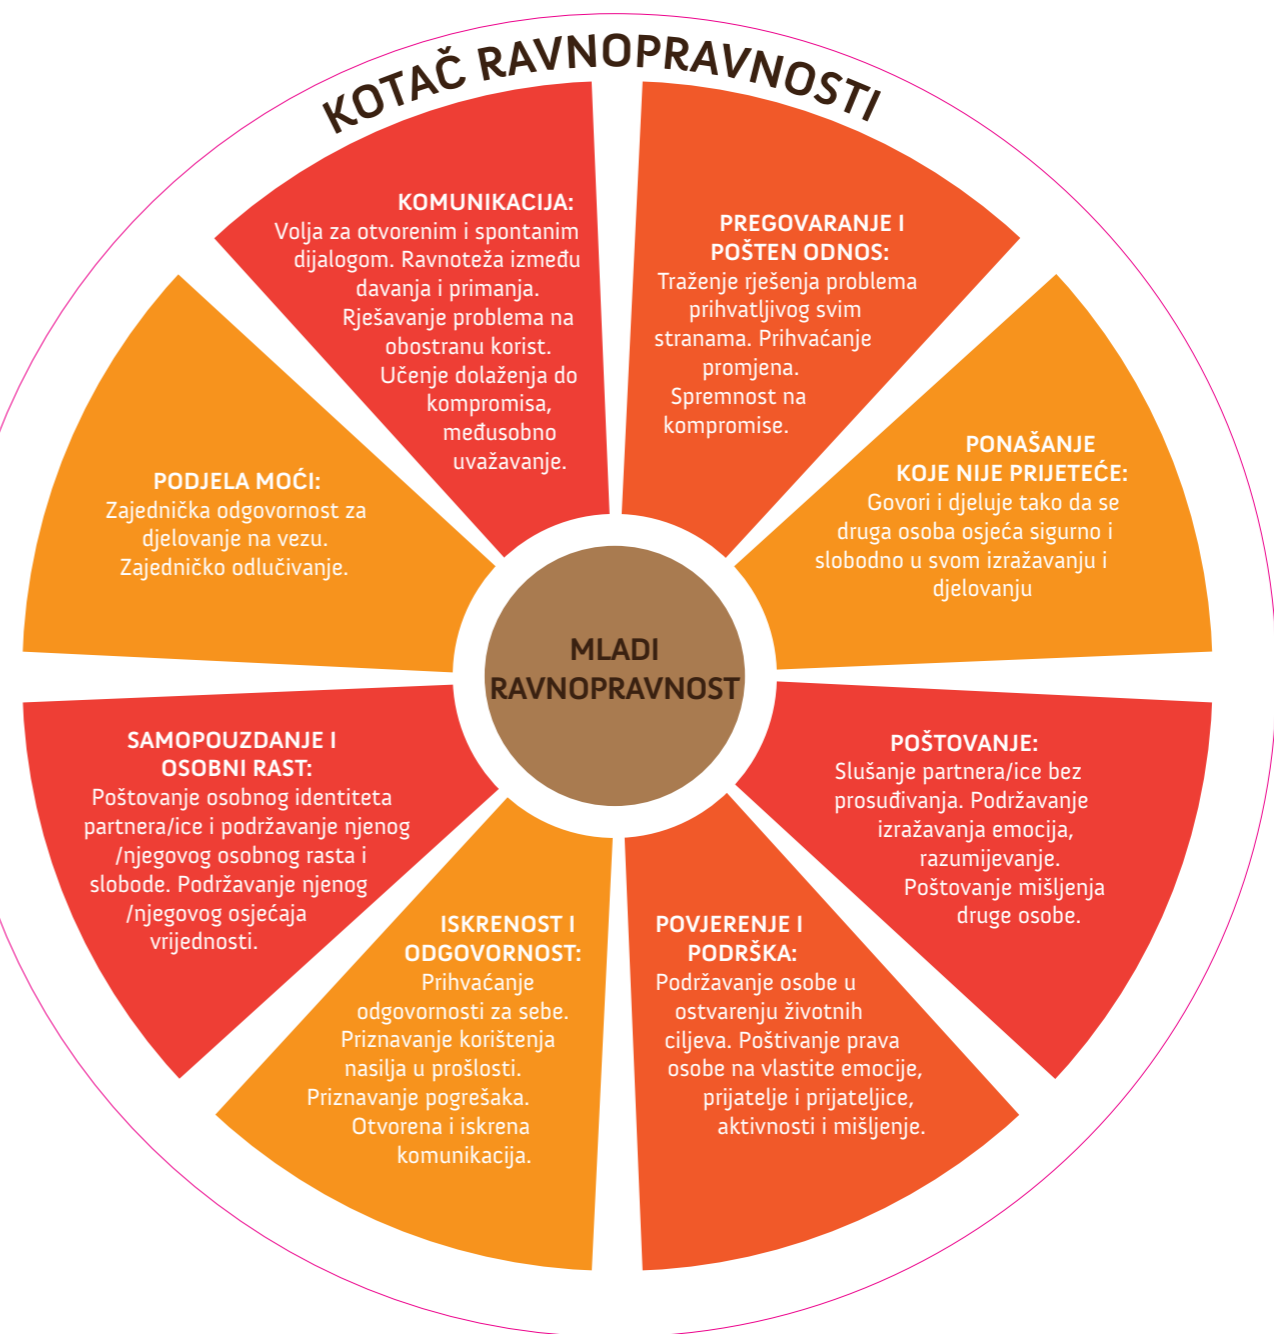 KOTAČ RAVNOPRAVNOSTI
KOMUNIKACIJA:
Volja za otvorenim i spontanim
dijalogom. Ravnoteža između
davanja i primanja.
Rješavanje problema na
obostranu korist.
Učenje dolaženja do
kompromisa,
međusobno
uvažavanje.
PREGOVARANJE I
POŠTEN ODNOS:
Traženje rješenja problema
prihvatljivog svim
stranama. Prihvaćanje
promjena.
Spremnost na
kompromise.
PONAŠANJE
KOJE NIJE PRIJETEĆE:
Govori i djeluje tako da se
druga osoba osjeća sigurno i
slobodno u svom izražavanju i
djelovanju
POŠTOVANJE:
Slušanje partnera/ice bez
prosuđivanja. Podržavanje
izražavanja emocija,
razumijevanje.
Poštovanje mišljenja
druge osobe.
POVJERENJE I
PODRŠKA:
Podržavanje osobe u
ostvarenju životnih
ciljeva. Poštivanje prava
osobe na vlastite emocije,
prijatelje i prijateljice,
aktivnosti i mišljenje.
ISKRENOST I
ODGOVORNOST:
Prihvaćanje
odgovornosti za sebe.
Priznavanje korištenja
nasilja u prošlosti.
Priznavanje pogrešaka.
Otvorena i iskrena
komunikacija.
SAMOPOUZDANJE I
OSOBNI RAST:
Poštovanje osobnog identiteta
partnera/ice i podržavanje njenog
/njegovog osobnog rasta i
slobode. Podržavanje njenog
/njegovog osjećaja
vrijednosti.
PODJELA MOĆI:
Zajednička odgovornost za
djelovanje na vezu.
Zajedničko odlučivanje.
MLADI
RAVNOPRAVNOST